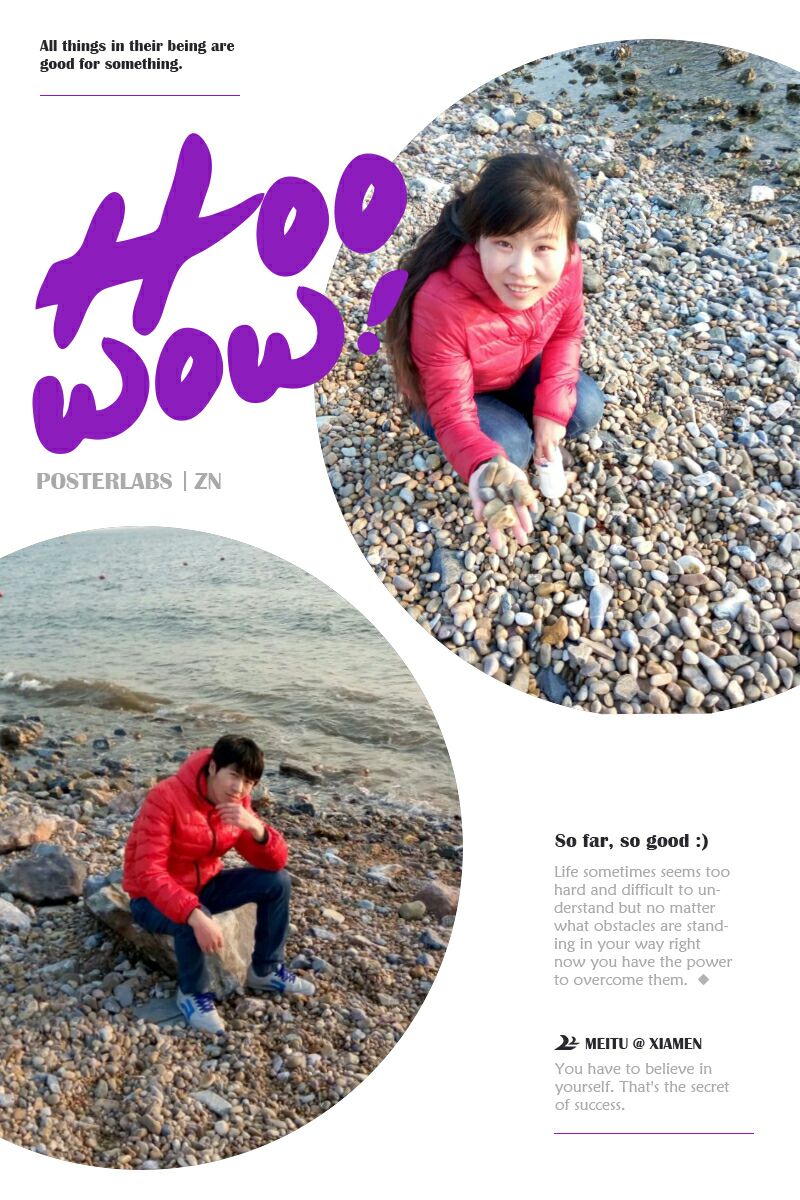 All things in their being are
good for something.
Hoo
wow!
POSTERLABS | ZN
So far, so good :)
Life sometimes seems too
hard and difficult to un-
derstand but no matter
what obstacles are stand-
ing in your way right
now you have the power
to overcome them. ◆
MEITU @ XIAMEN
You have to believe in
yourself. That's the secret
of success.